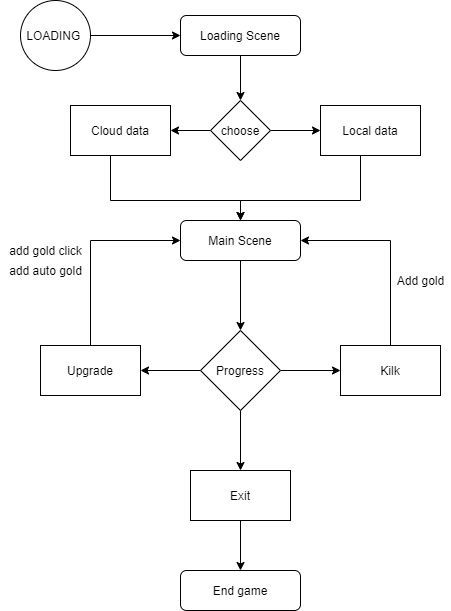 LOADING
Loading Scene
Cloud data
choose
Local data
Main Scene
add gold click
add auto gold
Add gold
Upgrade
Progress
Kilk
Exit
End game